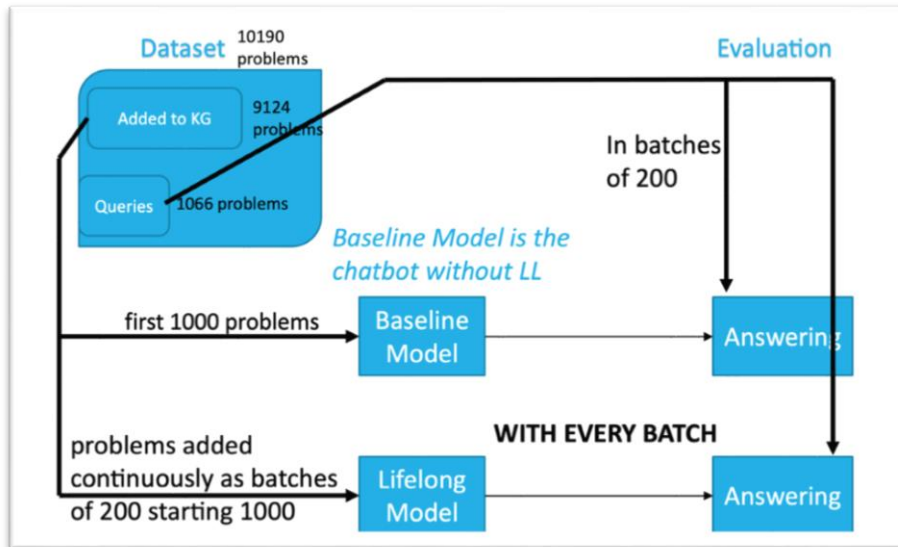 Dataset
10190
problems
Evaluation
Added to KG
9124
problems
Queries
1066 problems
In batches
of 200
Baseline Model is the
chatbot without LL
first 1000 problems
Baseline
Model
Answering
WITH EVERY BATCH
problems added
continuously as batches
of 200 starting 1000
Lifelong
Model
Answering